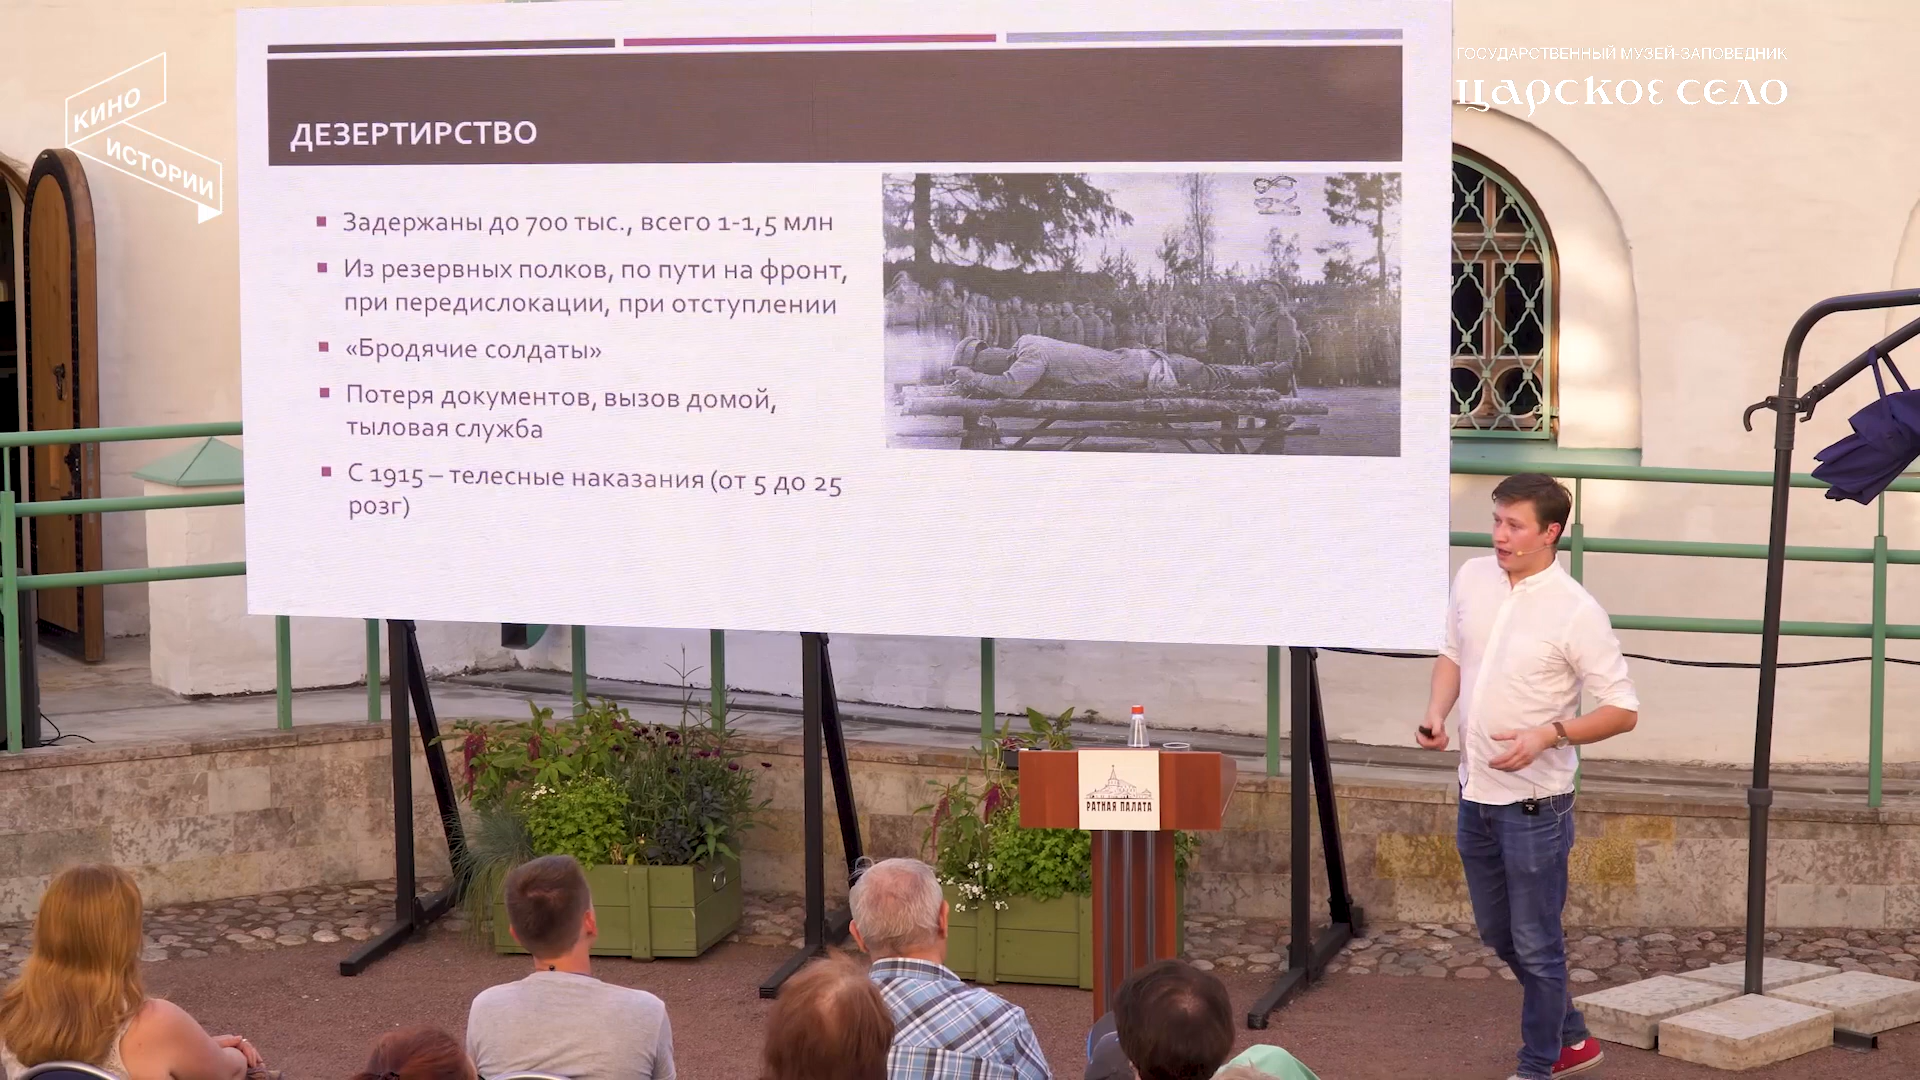 КИНО
ИСТОРИИ
ГОСУДАРСТВЕННЫЙ МУЗЕЙ-ЗАПОВЕДНИК
ЦАРСКОЕ СЕЛО
ДЕЗЕРТИРСТВО
Задержаны до 700 тыс., всего 1-1,5 млн
Из резервных полков, по пути на фронт,
при передислокации, при отступлении
«Бродячие солдаты»
Потеря документов, вызов домой,
тыловая служба
С 1915 – телесные наказания (от 5 до 25
розг)
РАТНАЯ ПАЛАТА